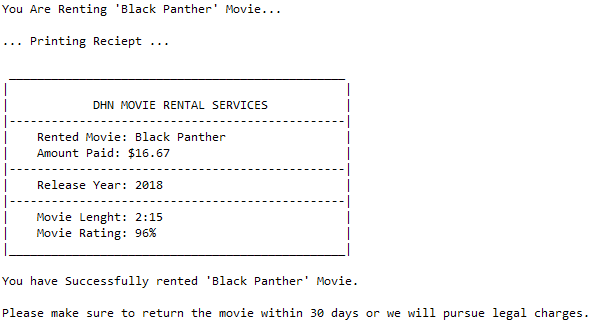 You Are Renting 'Black Panther' Movie...
... Printing Reciept ...
DHN MOVIE RENTAL SERVICES
Rented Movie: Black Panther
Amount Paid: $16.67
Release Year: 2018
Movie Lenght: 2:15
Movie Rating: 96%
You have Successfully rented 'Black Panther' Movie.
Please make sure to return the movie within 30 days or we will pursue legal charges.